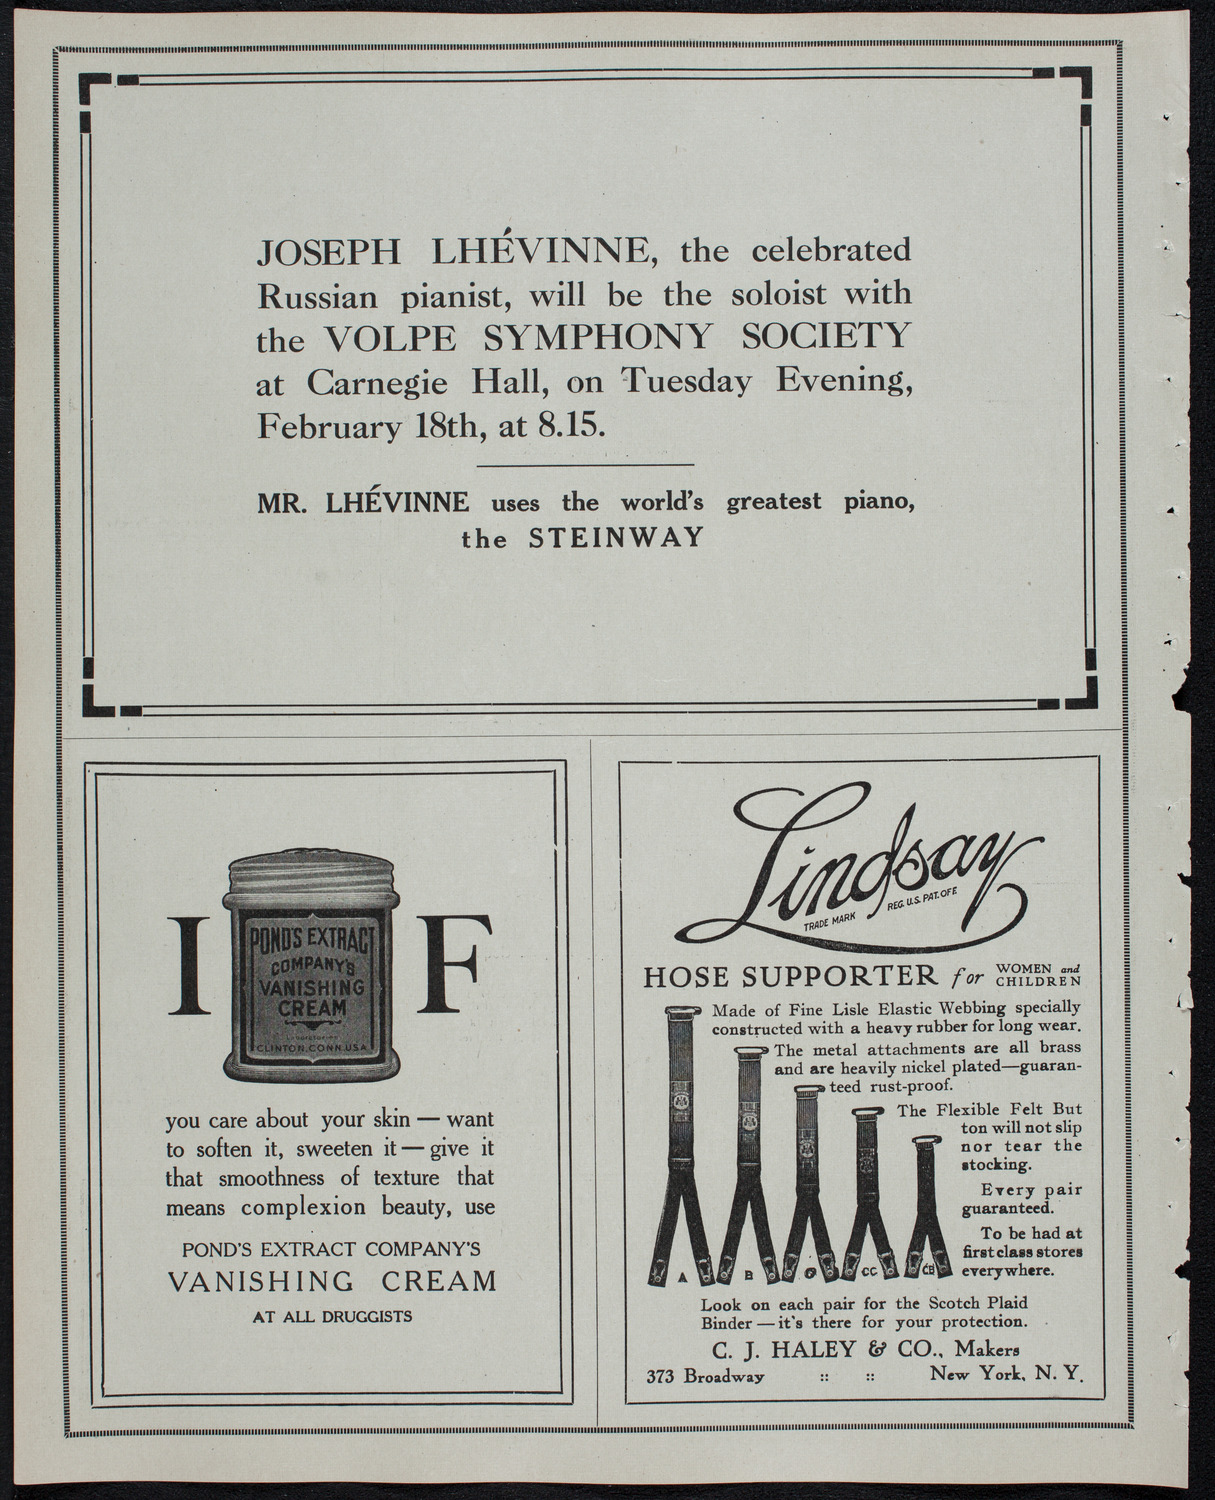 JOSEPH LHÉVINNE, the celebrated
Russian pianist, will be the soloist with
the VOLPE SYMPHONY SOCIETY
at Carnegie Hall, on Tuesday Evening,
February 18th, at 8.15.
MR. LHÉVINNE uses the world's greatest piano,
the STEINWAY
IF
POND'S EXTRACT
COMPANY'S
VANISHING
CREAM
CLINTON, CONN. USA
you care about your skin — want
to soften it, sweeten it — give it
that smoothness of texture that
means complexion beauty, use
POND'S EXTRACT COMPANY'S
VANISHING CREAM
AT ALL DRUGGISTS
Lindsay
TRADE MARK REG. U.S. PAT. OFF.
HOSE SUPPORTER for WOMEN and CHILDREN
Made of Fine Lisle Elastic Webbing specially
constructed with a heavy rubber for long wear.
The metal attachments are all brass
and are heavily nickel plated—guaran-
teed rust-proof.
The Flexible Felt But
ton will not slip
nor tear the
stocking.
Every pair
guaranteed.
To be had at
first class stores
everywhere.
A B C CC CB
Look on each pair for the Scotch Plaid
Binder — it's there for your protection.
C. J. HALEY & CO., Makers
373 Broadway :: :: New York, N. Y.